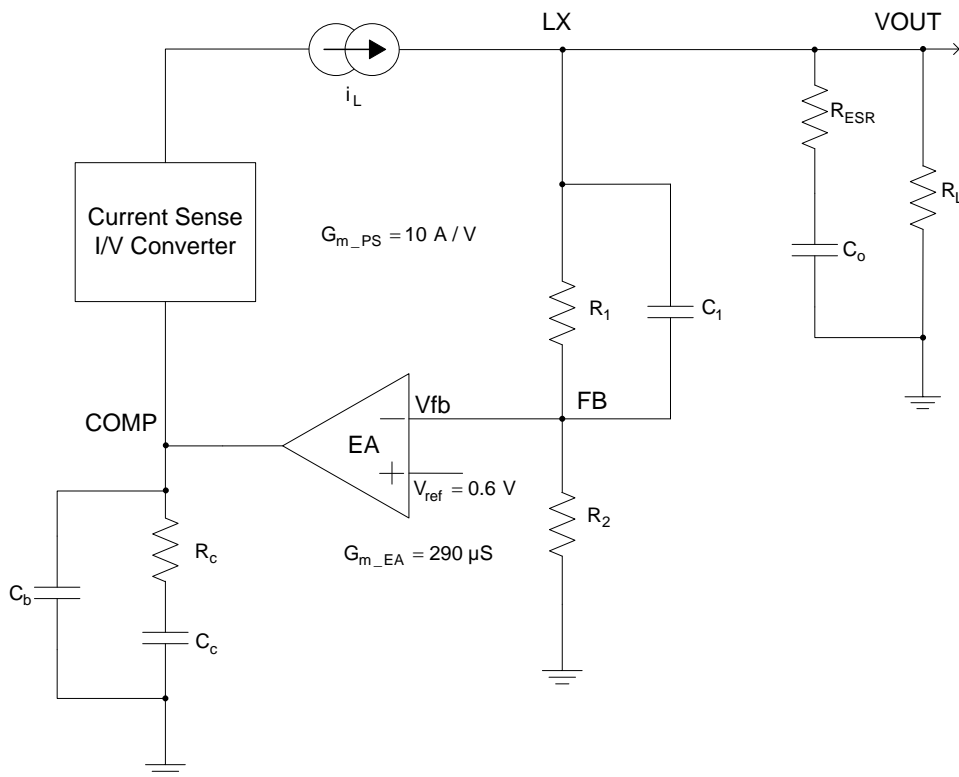 LX
VOUT
i_L
R_ESR
Current Sense
I/V Converter
R_L
G_m_PS = 10 A / V
C_o
R_1
C_1
Vfb
FB
COMP
EA
V_ref = 0.6 V
R_2
G_m_EA = 290 µS
R_c
C_b
C_c